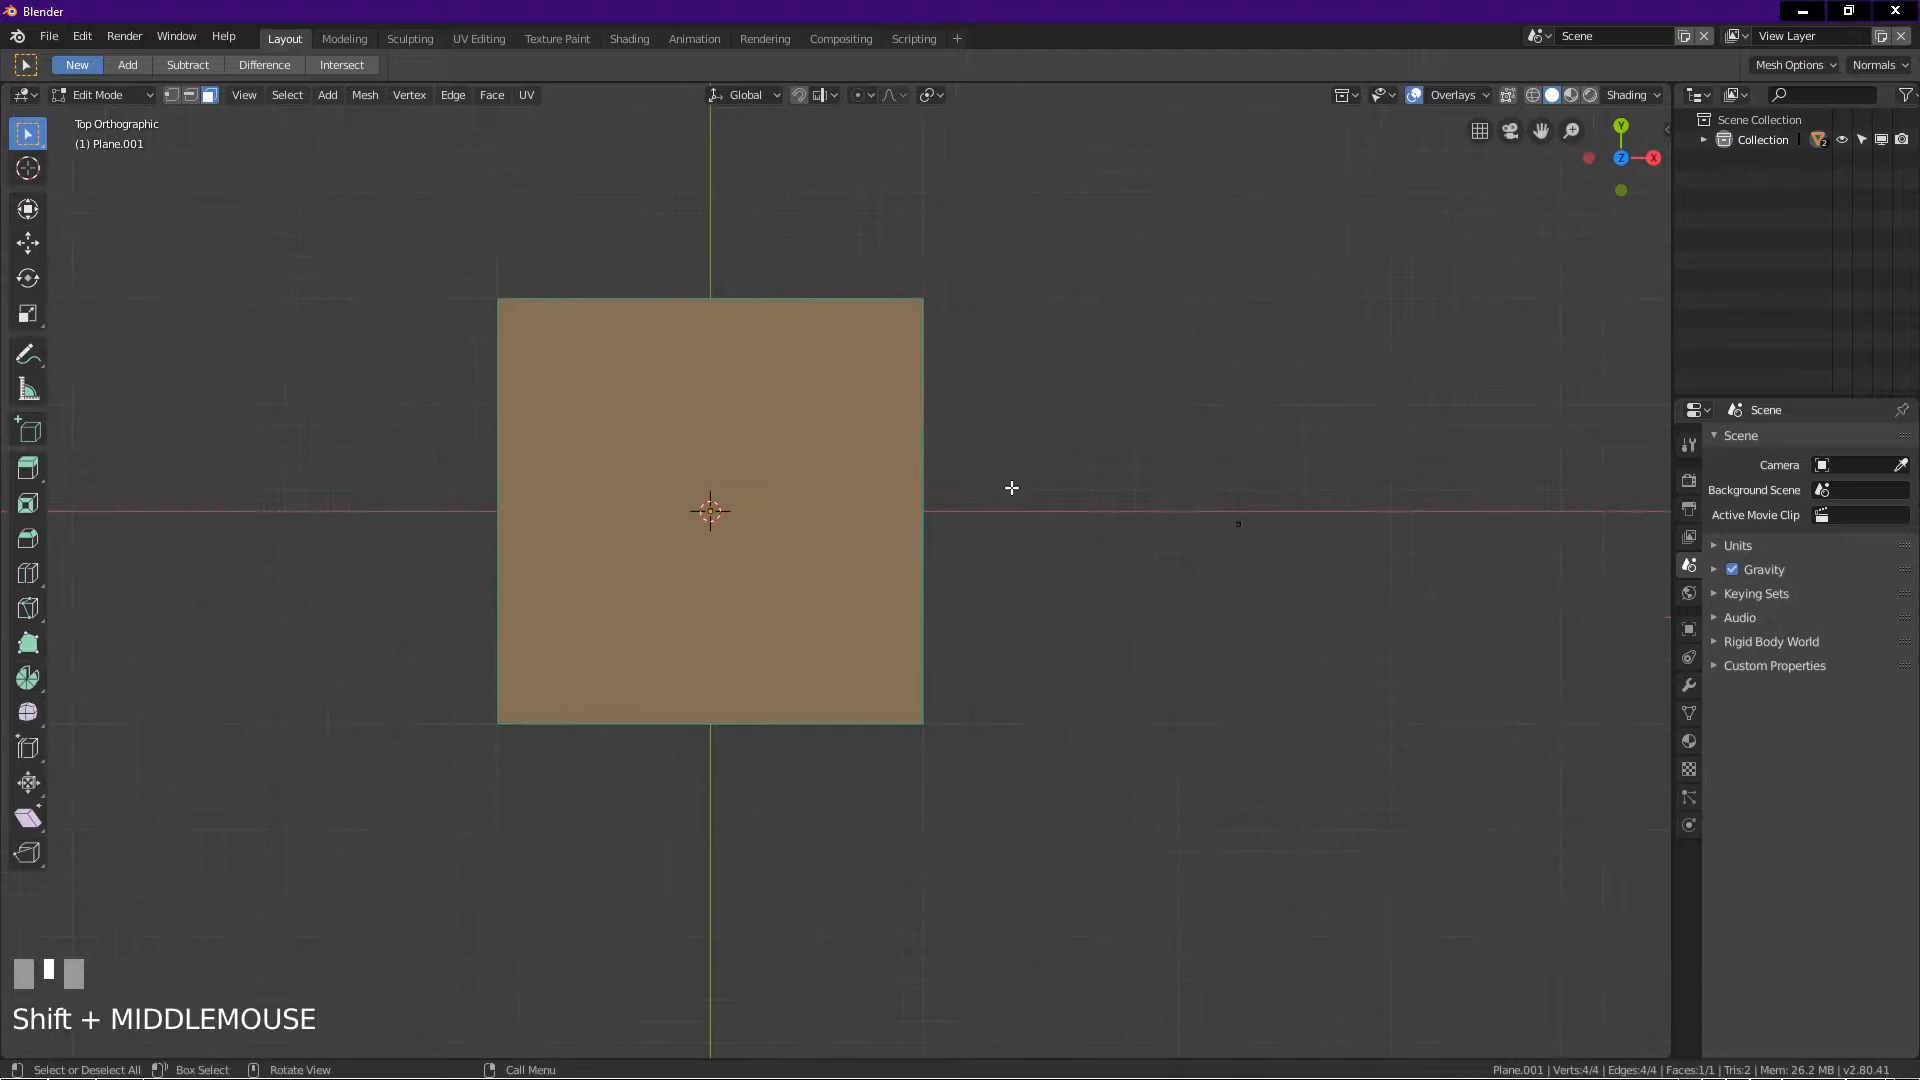 Blender
File Edit Render Window Help Layout Modeling Sculpting UV Editing Texture Paint Shading Animation Rendering Compositing Scripting + Scene View Layer
New Add Subtract Difference Intersect Mesh Options Normals
Edit Mode View Select Add Mesh Vertex Edge Face UV Global Overlays Shading
Top Orthographic
(1) Plane.001
Y
Z X
Scene Collection
Collection 2
Scene
Scene
Camera
Background Scene
Active Movie Clip
Units
Gravity
Keying Sets
Audio
Rigid Body World
Custom Properties
Shift + MIDDLEMOUSE
Select or Deselect All Box Select Rotate View Call Menu Plane.001 | Verts:4/4 | Edges:4/4 | Faces:1/1 | Tris:2 | Mem: 26.2 MB | v2.80.41